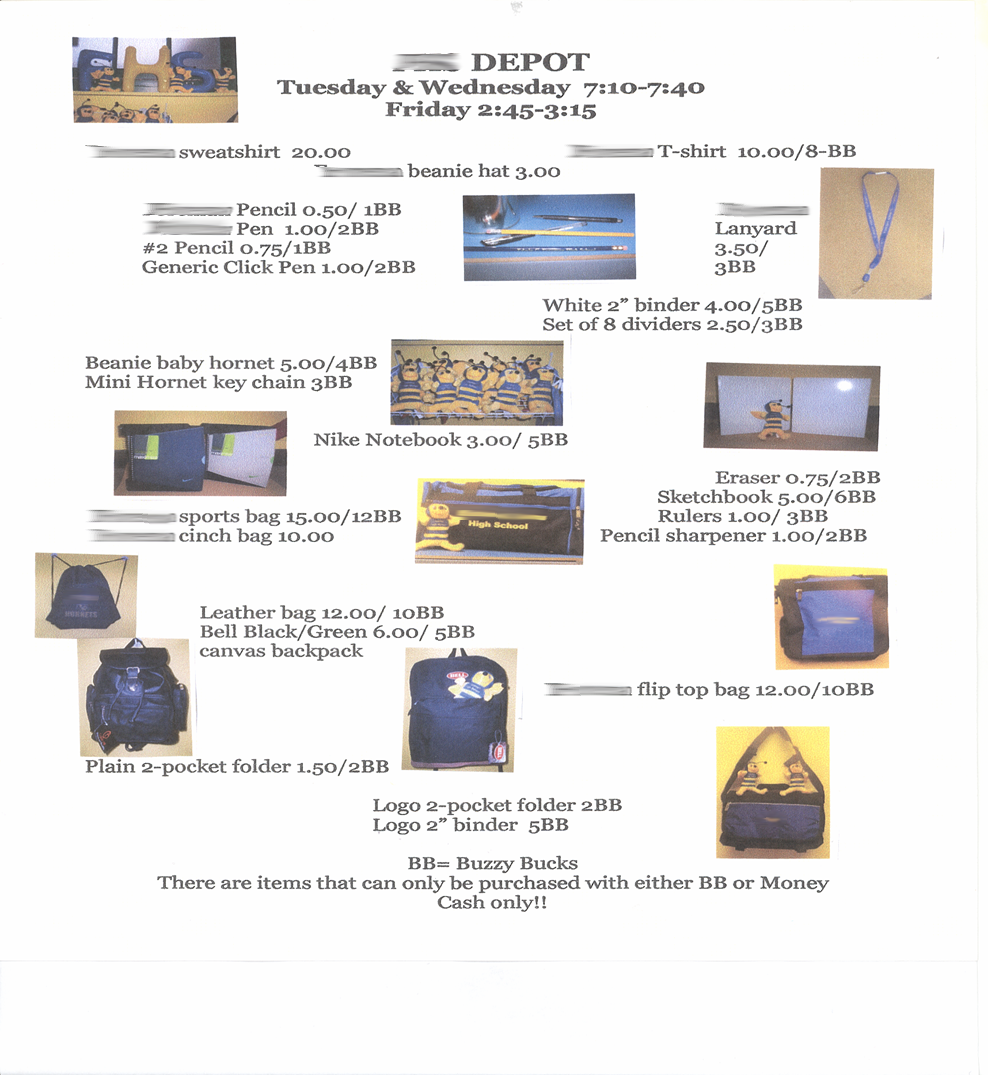 DEPOT
Tuesday & Wednesday 7:10-7:40
Friday 2:45-3:15
sweatshirt 20.00
T-shirt 10.00/8-BB
beanie hat 3.00
Pencil 0.50/ 1BB
Pen 1.00/2BB
#2 Pencil 0.75/1BB
Generic Click Pen 1.00/2BB
Lanyard
3.50/
3BB
White 2” binder 4.00/5BB
Set of 8 dividers 2.50/3BB
Beanie baby hornet 5.00/4BB
Mini Hornet key chain 3BB
Nike Notebook 3.00/ 5BB
Eraser 0.75/2BB
Sketchbook 5.00/6BB
Rulers 1.00/ 3BB
Pencil sharpener 1.00/2BB
sports bag 15.00/12BB
cinch bag 10.00
High School
HORNETS
Leather bag 12.00/ 10BB
Bell Black/Green 6.00/ 5BB
canvas backpack
BELL
flip top bag 12.00/10BB
Plain 2-pocket folder 1.50/2BB
Logo 2-pocket folder 2BB
Logo 2” binder 5BB
BB= Buzzy Bucks
There are items that can only be purchased with either BB or Money
Cash only!!